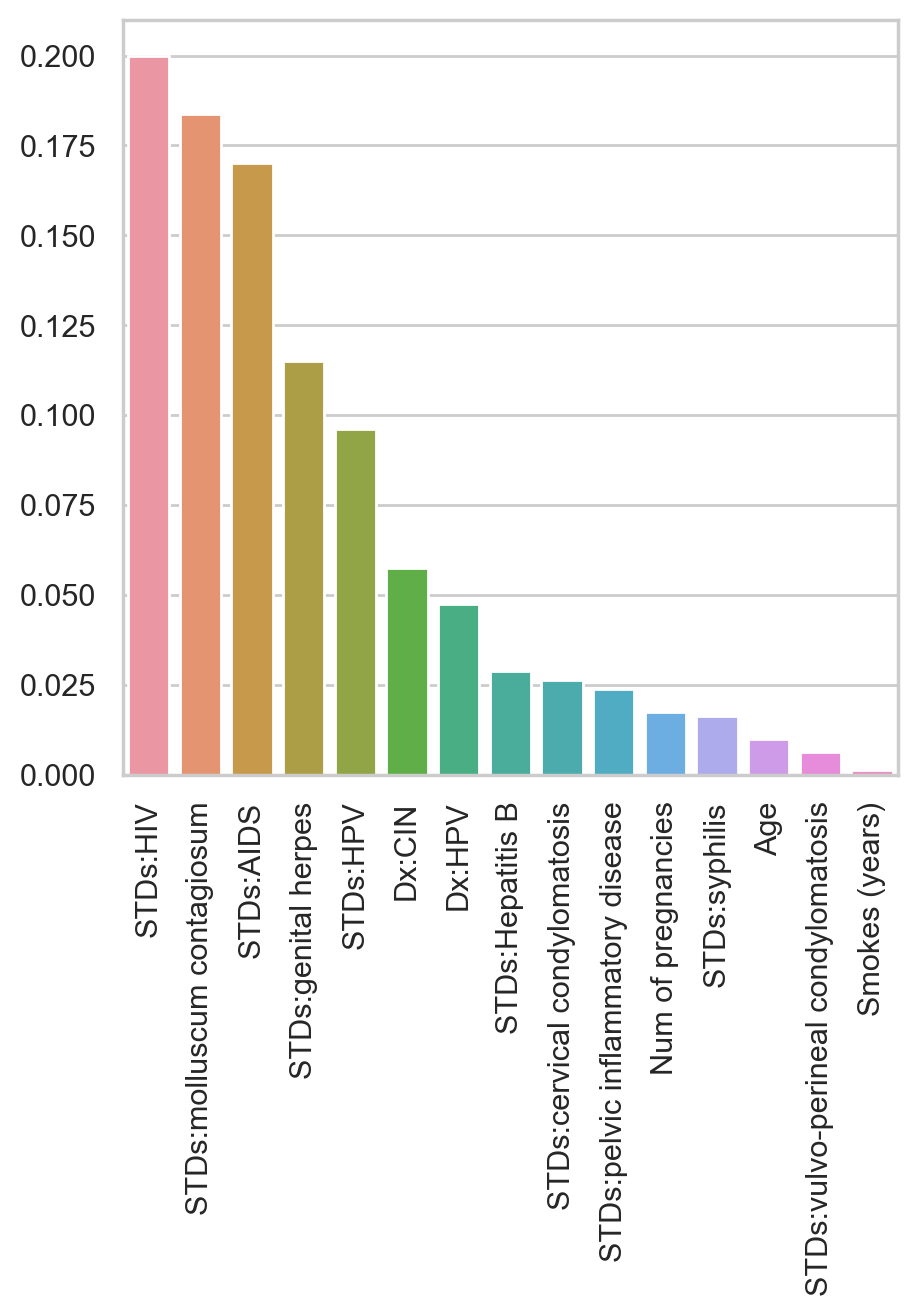 0.200
0.175
0.150
0.125
0.100
0.075
0.050
0.025
0.000
STDs:HIV
STDs:molluscum contagiosum
STDs:AIDS
STDs:genital herpes
STDs:HPV
Dx:CIN
Dx:HPV
STDs:Hepatitis B
STDs:cervical condylomatosis
STDs:pelvic inflammatory disease
Num of pregnancies
STDs:syphilis
Age
STDs:vulvo-perineal condylomatosis
Smokes (years)